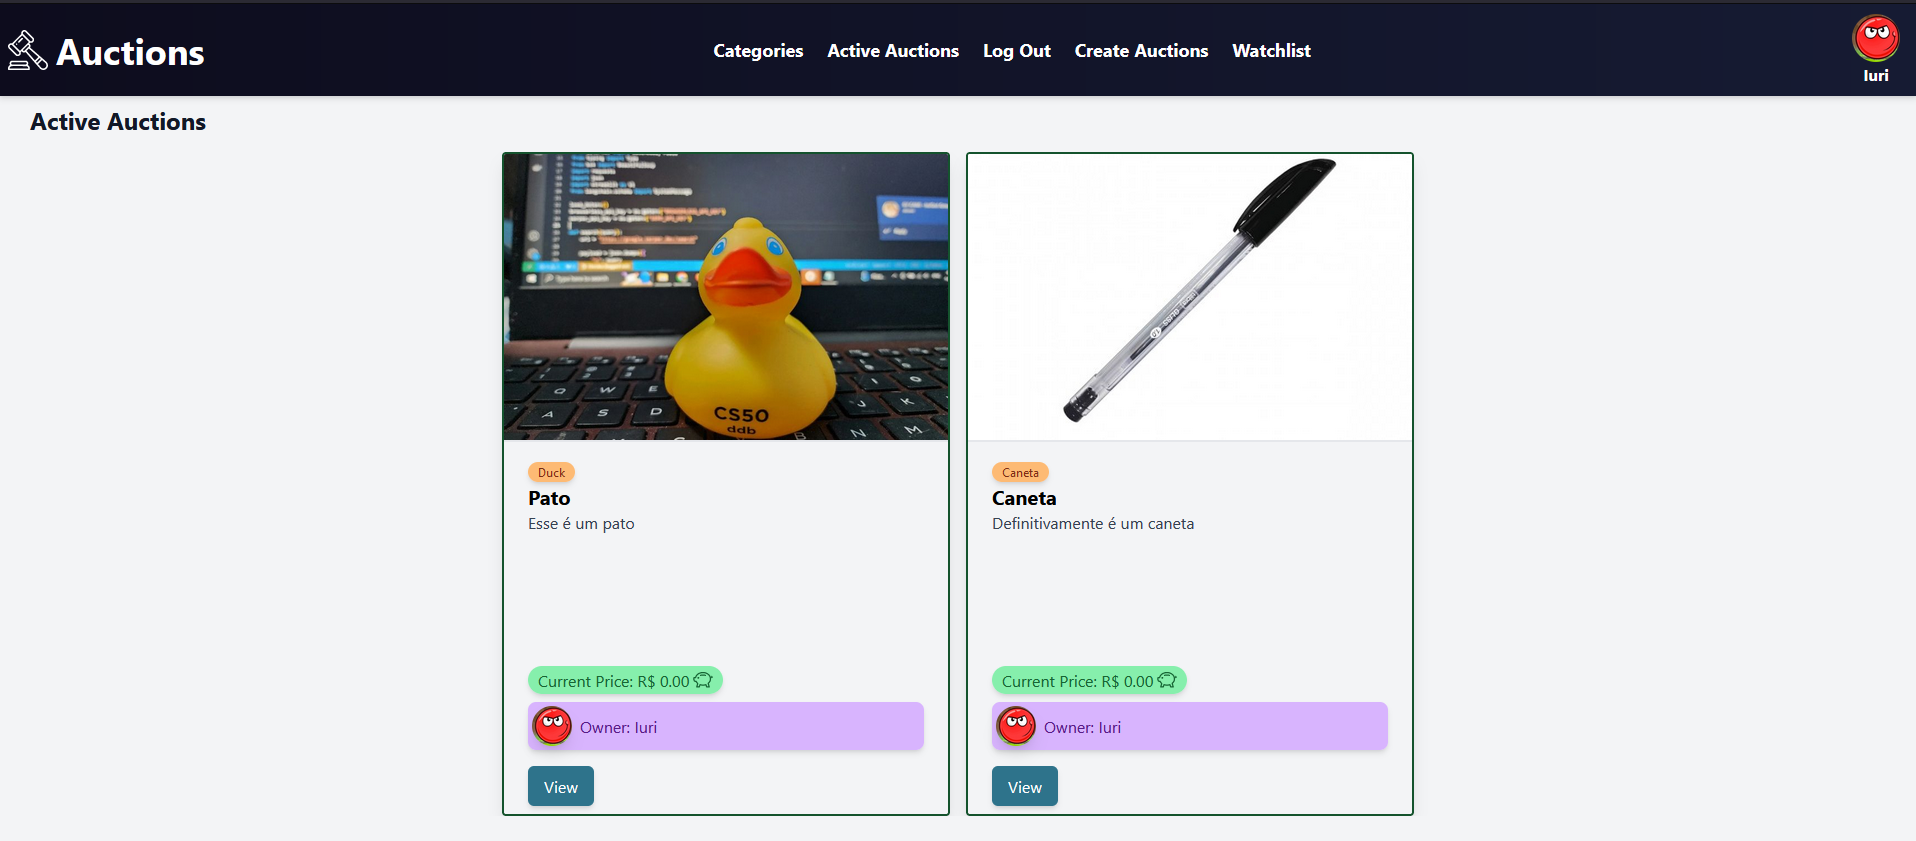 Auctions
Categories Active Auctions Log Out Create Auctions Watchlist
Iuri
Active Auctions
CS50
ddb
Duck
Pato
Esse é um pato
Current Price: R$ 0.00
Owner: Iuri
View
Caneta
Caneta
Definitivamente é um caneta
Current Price: R$ 0.00
Owner: Iuri
View